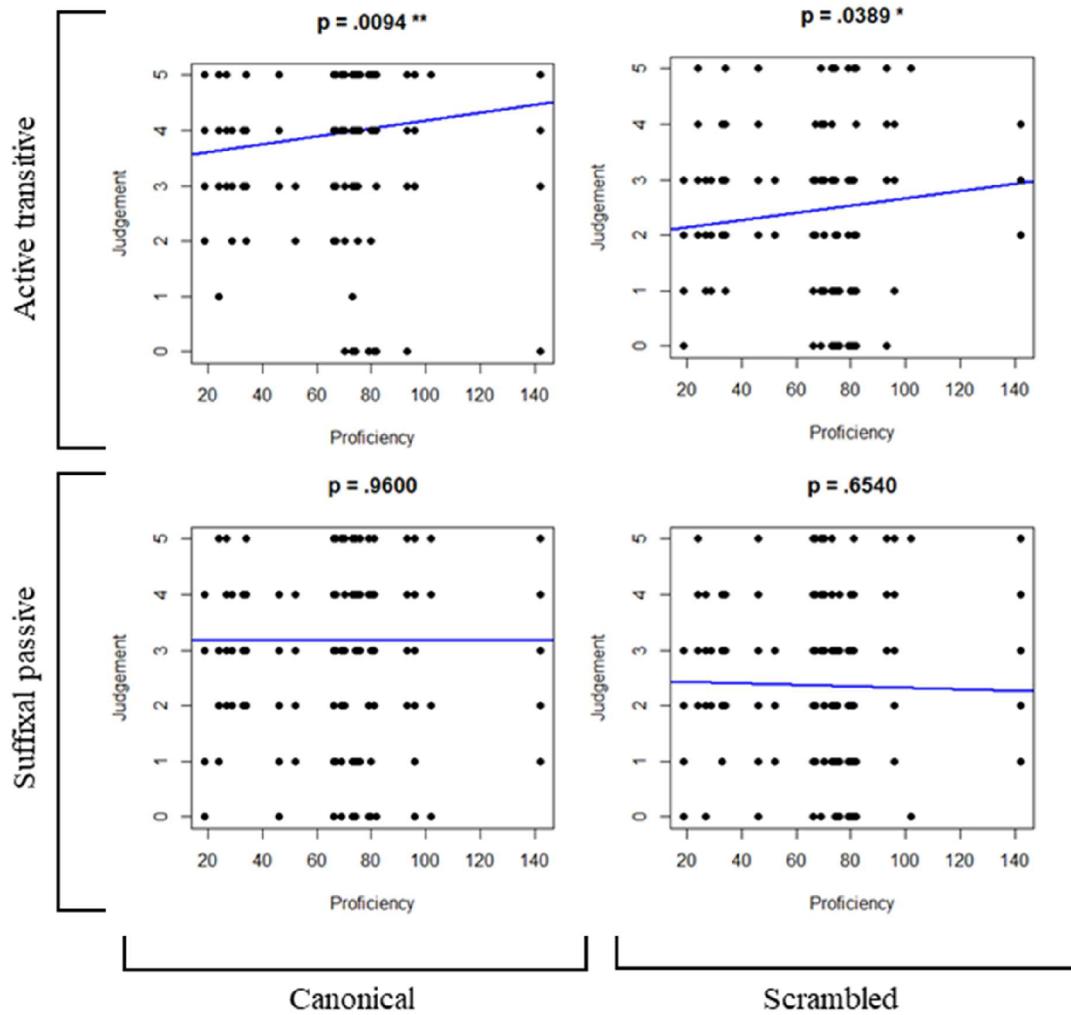 p = .0094 **
p = .0389 *
Active transitive
Judgement
5
4
3
2
1
0
20 40 60 80 100 120 140
Proficiency
Judgement
5
4
3
2
1
0
20 40 60 80 100 120 140
Proficiency
p = .9600
p = .6540
Suffixal passive
Judgement
5
4
3
2
1
0
20 40 60 80 100 120 140
Proficiency
Judgement
5
4
3
2
1
0
20 40 60 80 100 120 140
Proficiency
Canonical
Scrambled